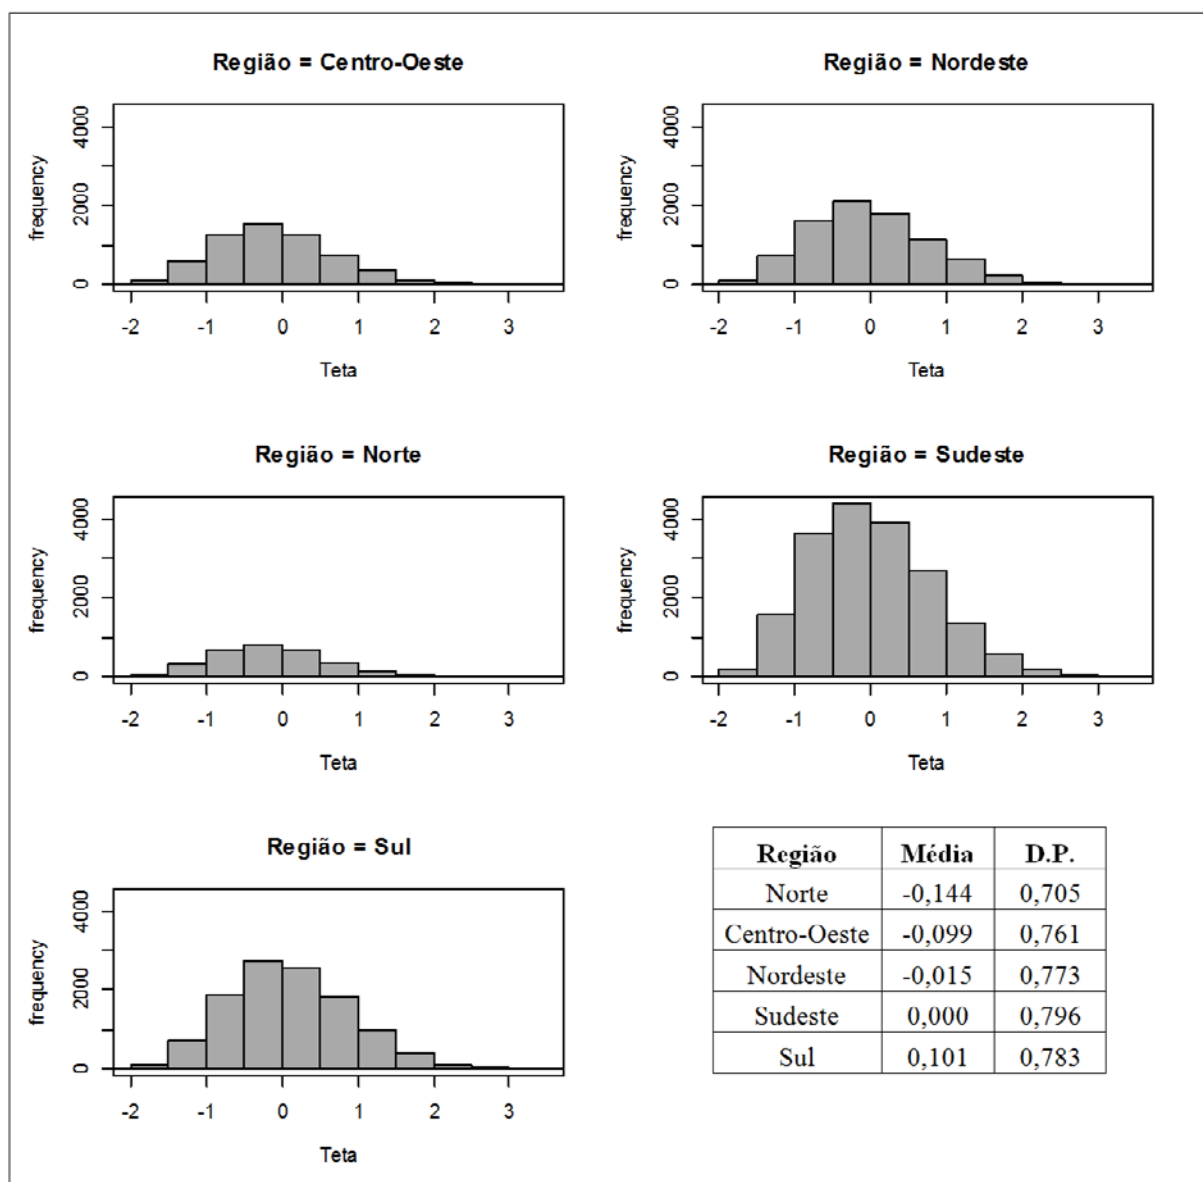 Região = Centro-Oeste
frequency
4000
2000
0
-2 -1 0 1 2 3
Teta
Região = Nordeste
frequency
4000
2000
0
-2 -1 0 1 2 3
Teta
Região = Norte
frequency
4000
2000
0
-2 -1 0 1 2 3
Teta
Região = Sudeste
frequency
4000
2000
0
-2 -1 0 1 2 3
Teta
Região = Sul
frequency
4000
2000
0
-2 -1 0 1 2 3
Teta
Região Média D.P.
Norte -0,144 0,705
Centro-Oeste -0,099 0,761
Nordeste -0,015 0,773
Sudeste 0,000 0,796
Sul 0,101 0,783